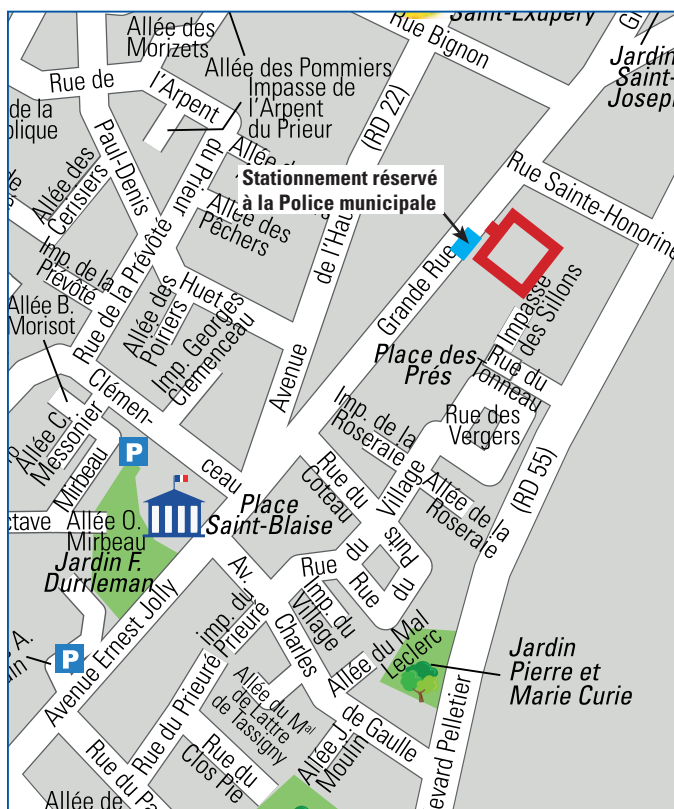 Allée des
Morizets
Saint-Exupéry
Rue Bignon
Jardin
Saint-
Joseph
Rue de
l'Arpent
Allée des Pommiers
Impasse de
l'Arpent
du Prieur
de la
Paul-Denis
du Prieur
(RD 22)
Allée
Stationnement réservé
à la Police municipale
Rue Sainte-Honorine
Allée des
Cerisiers
Allée des
Pêchers
Avenue
de l'Hau
Grande Rue
Imp. de la
Prévôté
Rue de la Prévôté
Huet
Allée des
Poiriers
Imp. Georges
Clemenceau
Impasse
des Sillons
Allée B.
Morisot
Place des
Prés
Rue du
Tonneau
Clémen-
ceau
Allée C.
Messonier
Imp. de la
Roseraie
Rue des
Vergers
(RD 55)
P
Mirbeau
Rue du
Coteau
Village
Allée de la
Roseraie
Place
Saint-Blaise
ctave
Allée O.
Mirbeau
Jardin F.
Durrleman
Rue du
Rue du
Puits
Av.
Charles
de Gaulle
Imp. du
Village
imp. du
Prieuré
Allée du Mal
Leclerc
Jardin
Pierre et
Marie Curie
A.
P
Avenue Ernest Jolly
Rue du Prieuré
Allée du Mal
de Lattre
de Tassigny
Allée J.
Moulin
evard Pelletier
Rue du
Clos Pie
Rue du Pa
Allée de